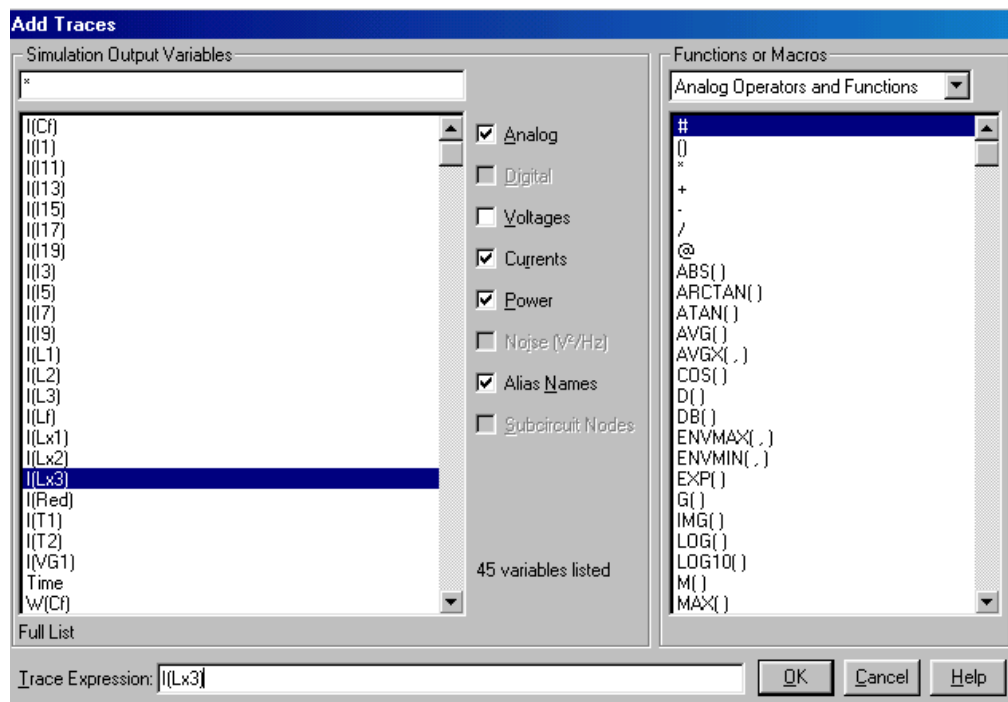 Add Traces
Simulation Output Variables
*
I(Cf)
I(I1)
I(I11)
I(I13)
I(I15)
I(I17)
I(I19)
I(I3)
I(I5)
I(I7)
I(I9)
I(L1)
I(L2)
I(L3)
I(Lf)
I(Lx1)
I(Lx2)
I(Lx3)
I(Red)
I(T1)
I(T2)
I(VG1)
Time
W(Cf)
Full List
Analog
Digital
Voltages
Currents
Power
Noise (V²/Hz)
Alias Names
Subcircuit Nodes
45 variables listed
Functions or Macros
Analog Operators and Functions
#
()
*
+
-
/
@
ABS( )
ARCTAN( )
ATAN( )
AVG( )
AVGX( , )
COS( )
D( )
DB( )
ENVMAX( , )
ENVMIN( , )
EXP( )
G( )
IMG( )
LOG( )
LOG10( )
M( )
MAX( )
Trace Expression: I(Lx3)
OK
Cancel
Help